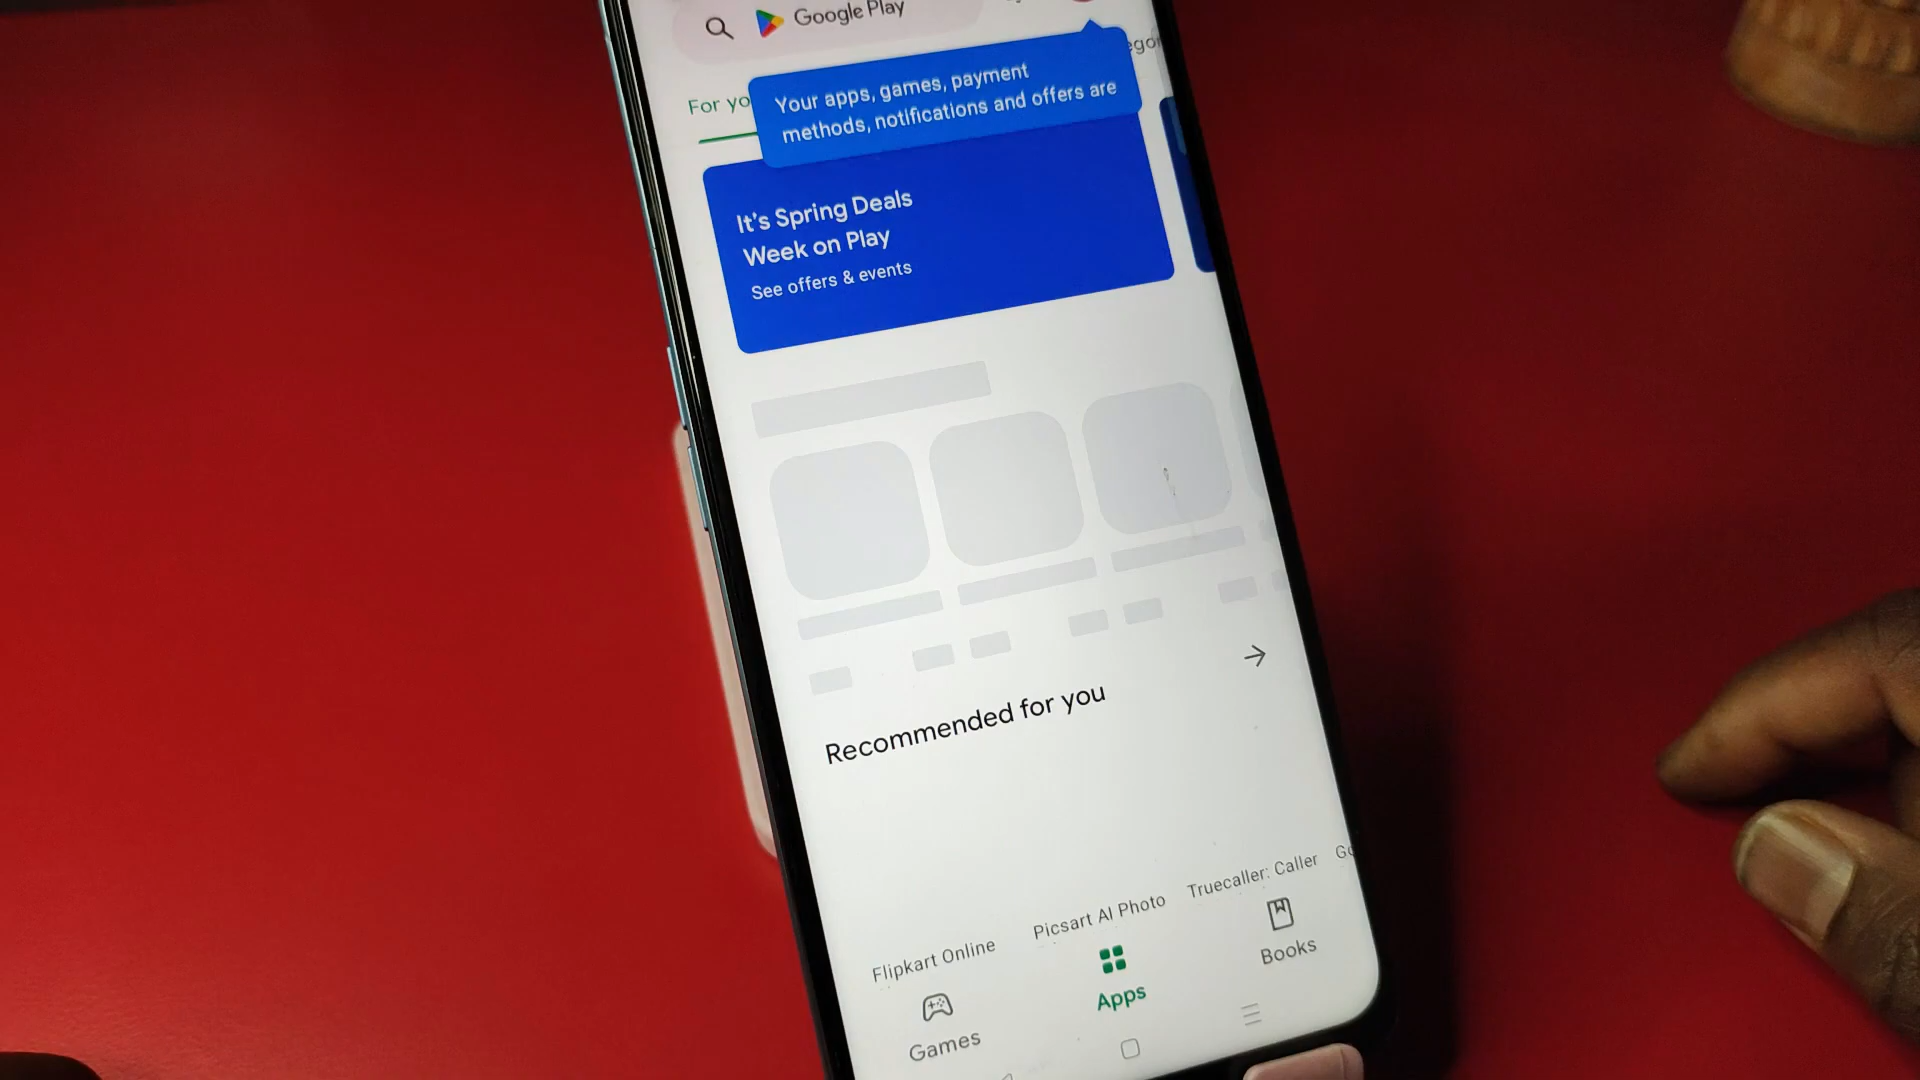 Google Play
For yo
Your apps, games, payment
methods, notifications and offers are
It's Spring Deals
Week on Play
See offers & events
Recommended for you
Flipkart Online
Picsart AI Photo
Truecaller: Caller
Games
Apps
Books